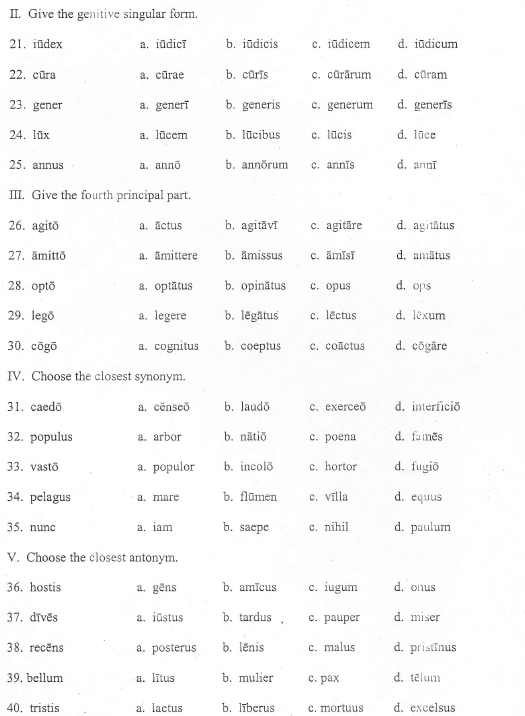 II. Give the genitive singular form.
21. iūdex a. iūdicī b. iūdicis c. iūdicem d. iūdicum
22. cūra a. cūrae b. cūrīs c. cūrārum d. cūram
23. gener a. generī b. generis c. generum d. generīs
24. lūx a. lūcem b. lūcibus c. lūcis d. lūce
25. annus a. annō b. annōrum c. annīs d. annī
III. Give the fourth principal part.
26. agitō a. āctus b. agitāvī c. agitāre d. agitātus
27. āmittō a. āmittere b. āmissus c. āmīsī d. amātus
28. optō a. optātus b. opinātus c. opus d. ops
29. legō a. legere b. lēgātus c. lēctus d. lēxum
30. cōgō a. cognitus b. coeptus c. coāctus d. cōgāre
IV. Choose the closest synonym.
31. caedō a. cēnseō b. laudō c. exerceō d. interficiō
32. populus a. arbor b. nātiō c. poena d. famēs
33. vastō a. populor b. incolō c. hortor d. fugiō
34. pelagus a. mare b. flūmen c. vīlla d. equus
35. nunc a. iam b. saepe c. nihil d. paulum
V. Choose the closest antonym.
36. hostis a. gēns b. amīcus c. iugum d. onus
37. dīvēs a. iūstus b. tardus c. pauper d. miser
38. recēns a. posterus b. lēnis c. malus d. pristīnus
39. bellum a. lītus b. mulier c. pax d. tēlum
40. tristis a. laetus b. līberus c. mortuus d. excelsus